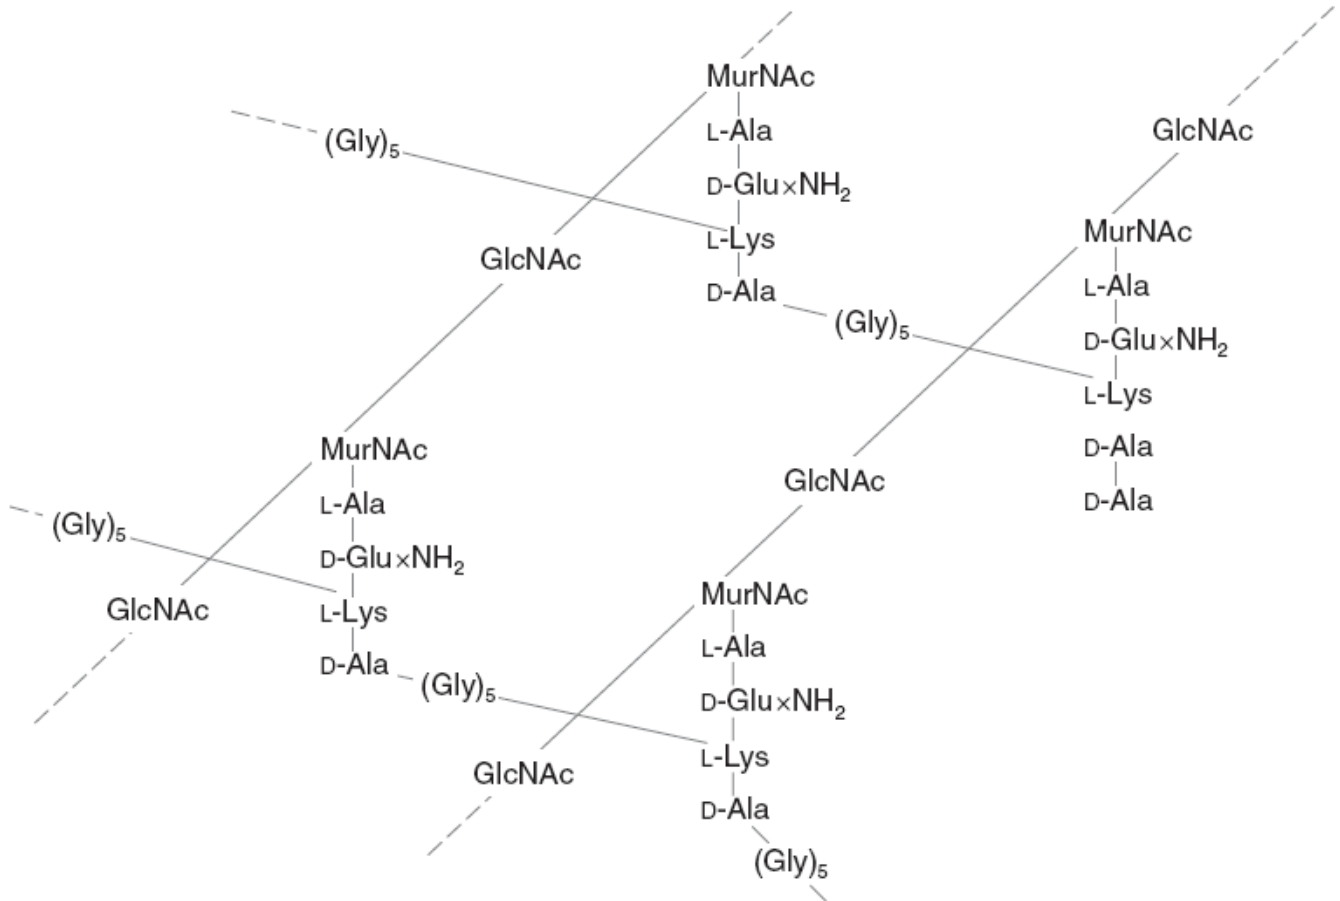 MurNAc
L-Ala
D-Glu×NH₂
L-Lys
D-Ala
(Gly)₅
GlcNAc
(Gly)₅
GlcNAc
MurNAc
L-Ala
D-Glu×NH₂
L-Lys
D-Ala
D-Ala
GlcNAc
MurNAc
L-Ala
D-Glu×NH₂
L-Lys
D-Ala
(Gly)₅
(Gly)₅
GlcNAc
GlcNAc
MurNAc
L-Ala
D-Glu×NH₂
L-Lys
D-Ala
(Gly)₅
GlcNAc